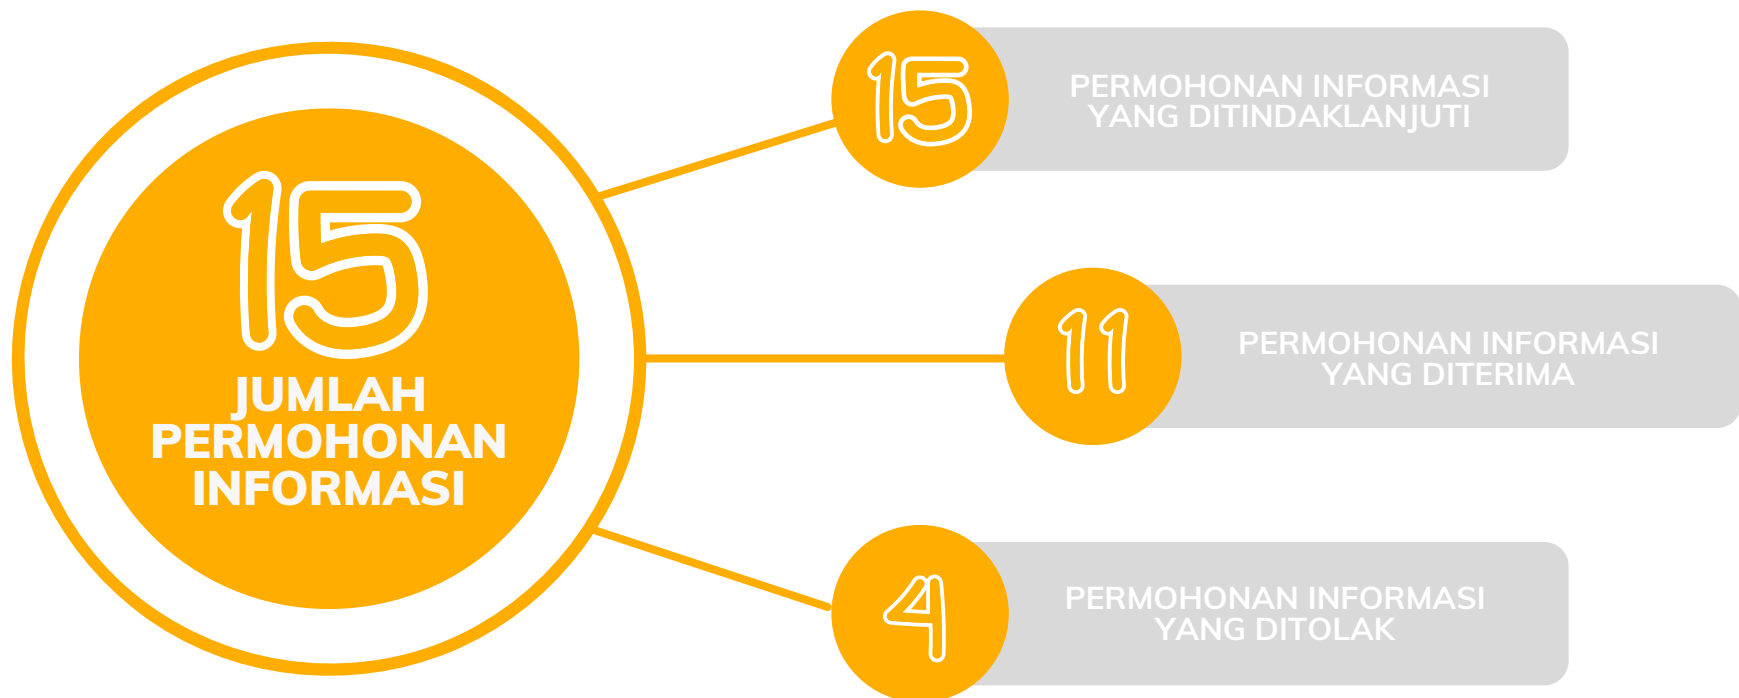 15
JUMLAH
PERMOHONAN
INFORMASI
15
PERMOHONAN INFORMASI
YANG DITINDAKLANJUTI
11
PERMOHONAN INFORMASI
YANG DITERIMA
4
PERMOHONAN INFORMASI
YANG DITOLAK